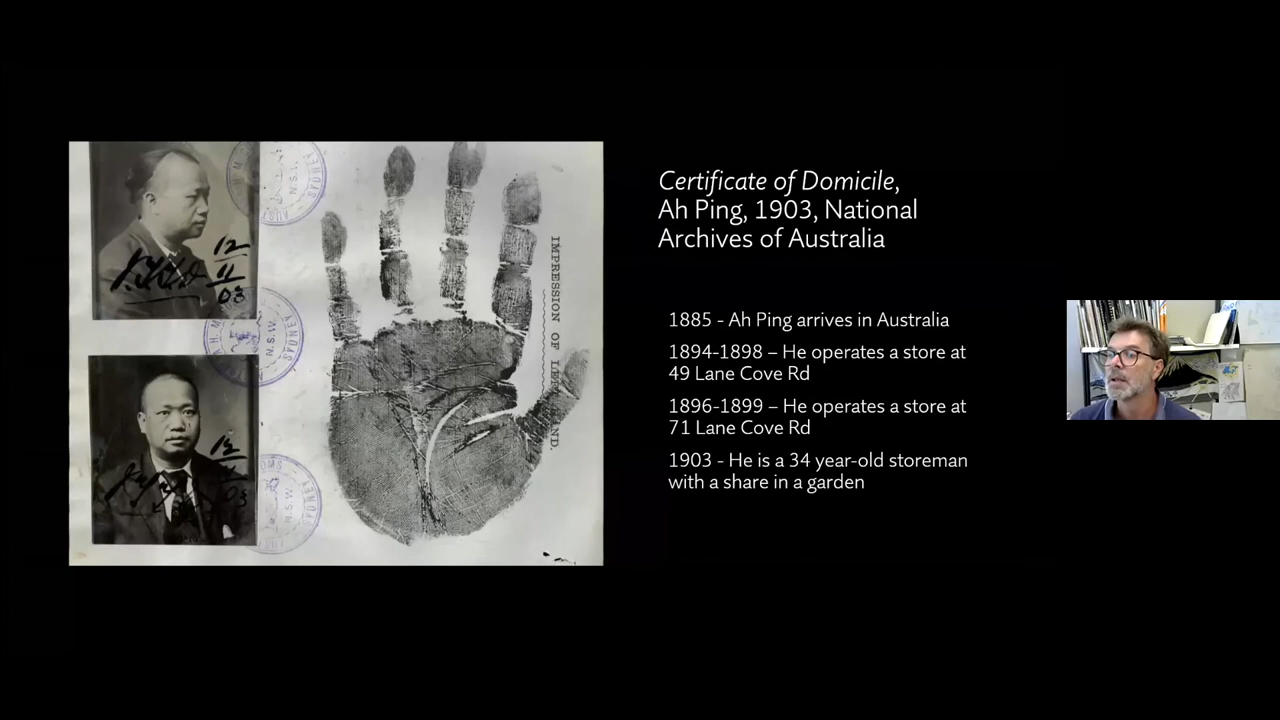 12
11
03
N.S.W.
SYDNEY
IMPRESSION OF
N.S.W.
SYDNEY
N.S.W.
Certificate of Domicile,
Ah Ping, 1903, National
Archives of Australia
1885 - Ah Ping arrives in Australia
1894-1898 – He operates a store at
49 Lane Cove Rd
1896-1899 – He operates a store at
71 Lane Cove Rd
1903 - He is a 34 year-old storeman
with a share in a garden